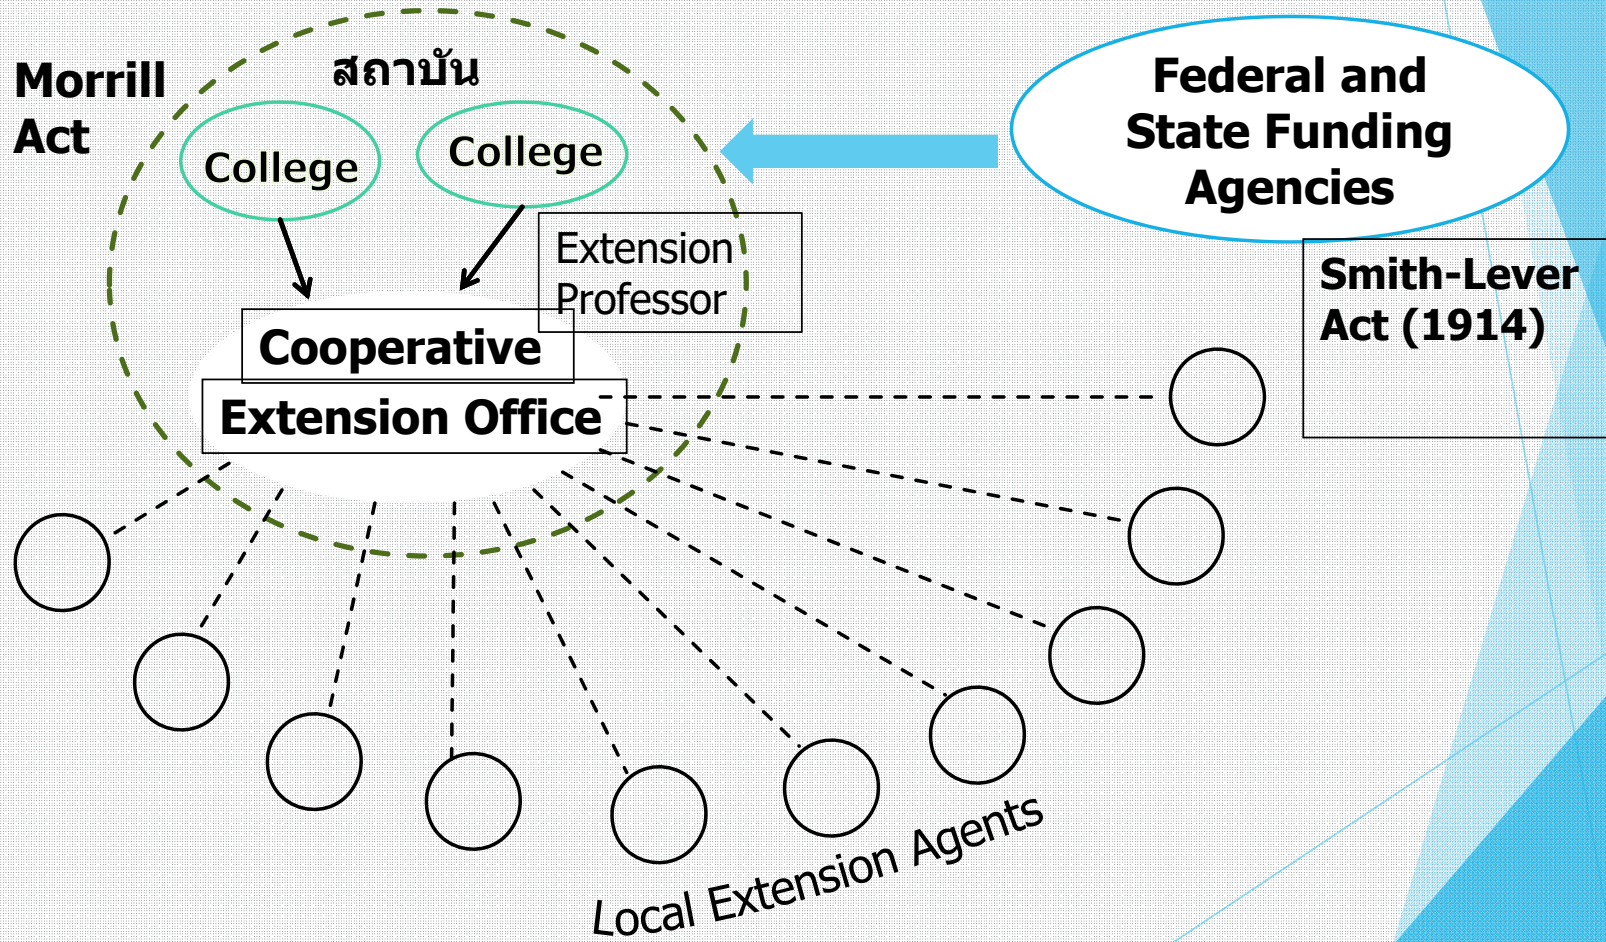 Morrill
Act
สถาบัน
College
College
Federal and
State Funding
Agencies
Extension
Professor
Smith-Lever
Act (1914)
Cooperative
Extension Office
Local Extension Agents